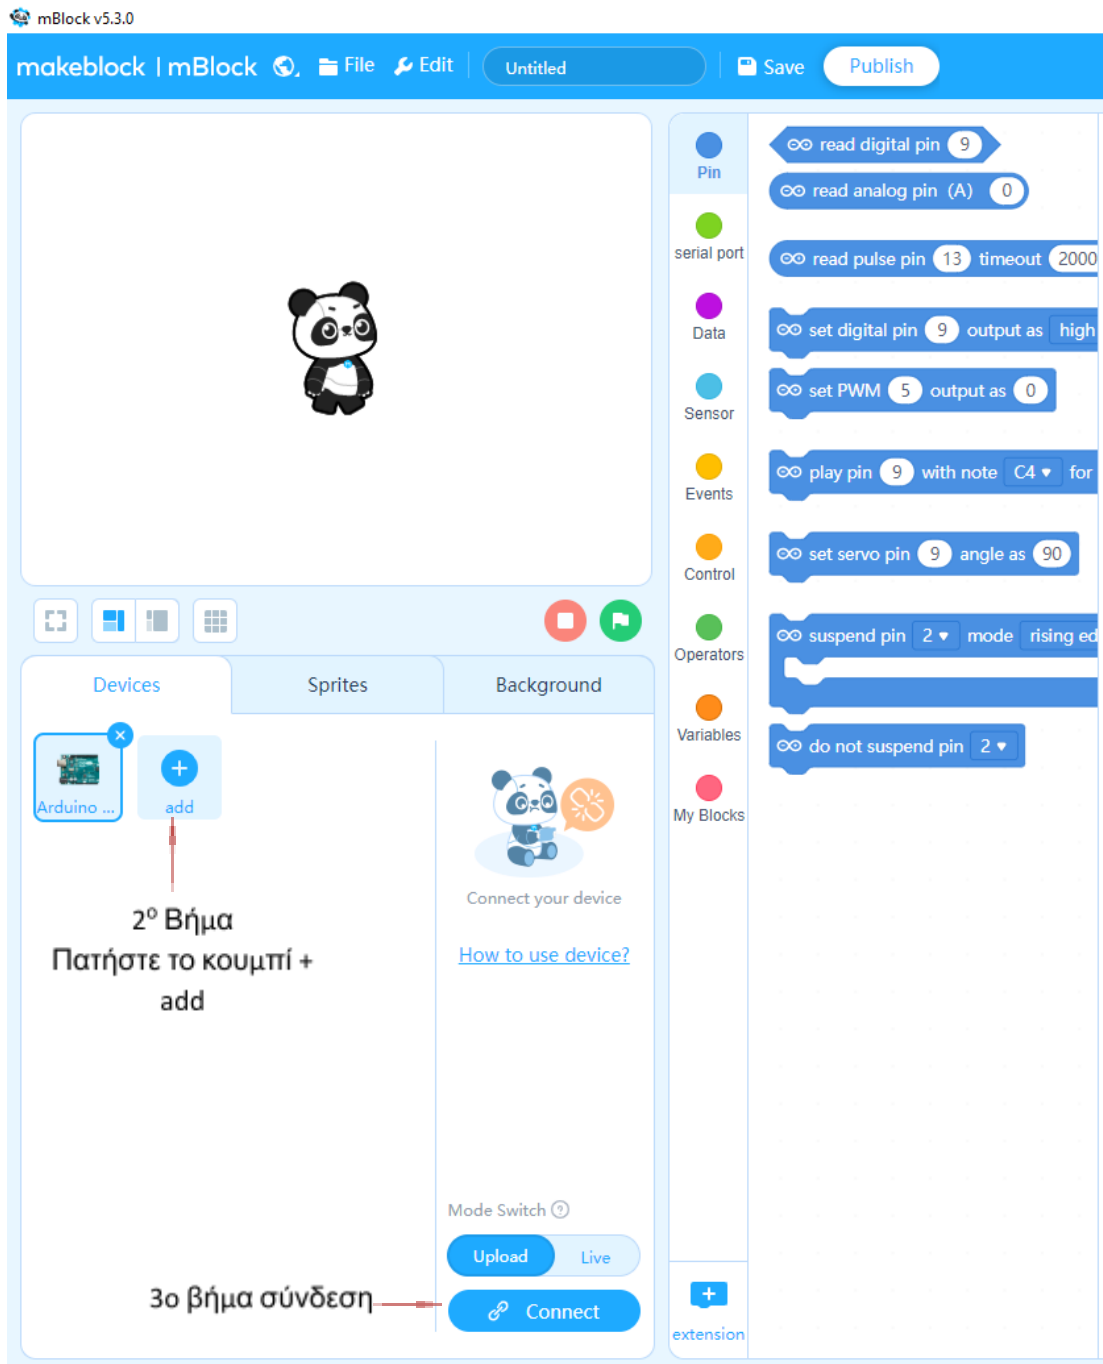 mBlock v5.3.0
makeblock | mBlock File Edit Untitled Save Publish
Pin
serial port
Data
Sensor
Events
Control
Operators
Variables
My Blocks
extension
read digital pin 9
read analog pin (A) 0
read pulse pin 13 timeout 2000
set digital pin 9 output as high
set PWM 5 output as 0
play pin 9 with note C4 for
set servo pin 9 angle as 90
suspend pin 2 mode rising ed
do not suspend pin 2
Devices Sprites Background
Arduino ... add
2º Βήμα
Πατήστε το κουμπί +
add
Connect your device
How to use device?
Mode Switch ?
Upload Live
3ο βήμα σύνδεση
Connect